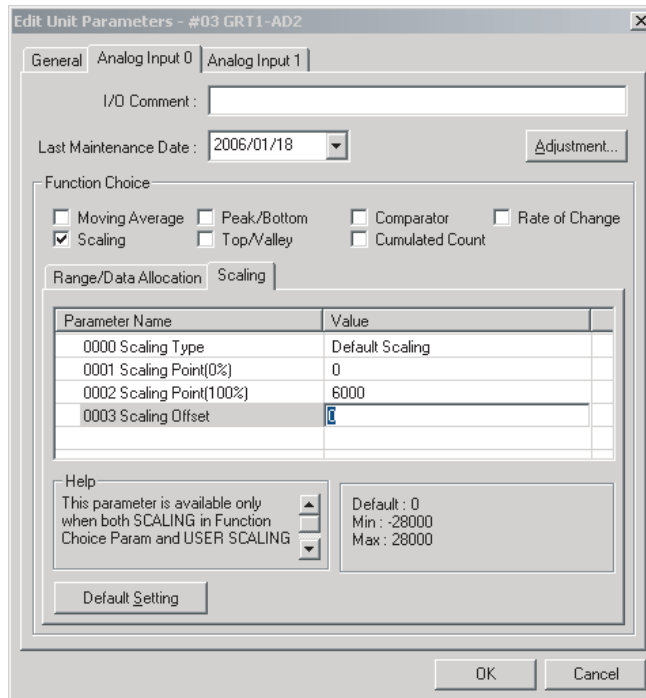 Edit Unit Parameters - #03 GRT1-AD2
General Analog Input 0 Analog Input 1
I/O Comment :
Last Maintenance Date : 2006/01/18 Adjustment...
Function Choice
Moving Average Peak/Bottom Comparator Rate of Change
Scaling Top/Valley Cumulated Count
Range/Data Allocation Scaling
Parameter Name Value
0000 Scaling Type Default Scaling
0001 Scaling Point(0%) 0
0002 Scaling Point(100%) 6000
0003 Scaling Offset 0
Help
This parameter is available only
when both SCALING in Function
Choice Param and USER SCALING
Default : 0
Min : -28000
Max : 28000
Default Setting
OK Cancel